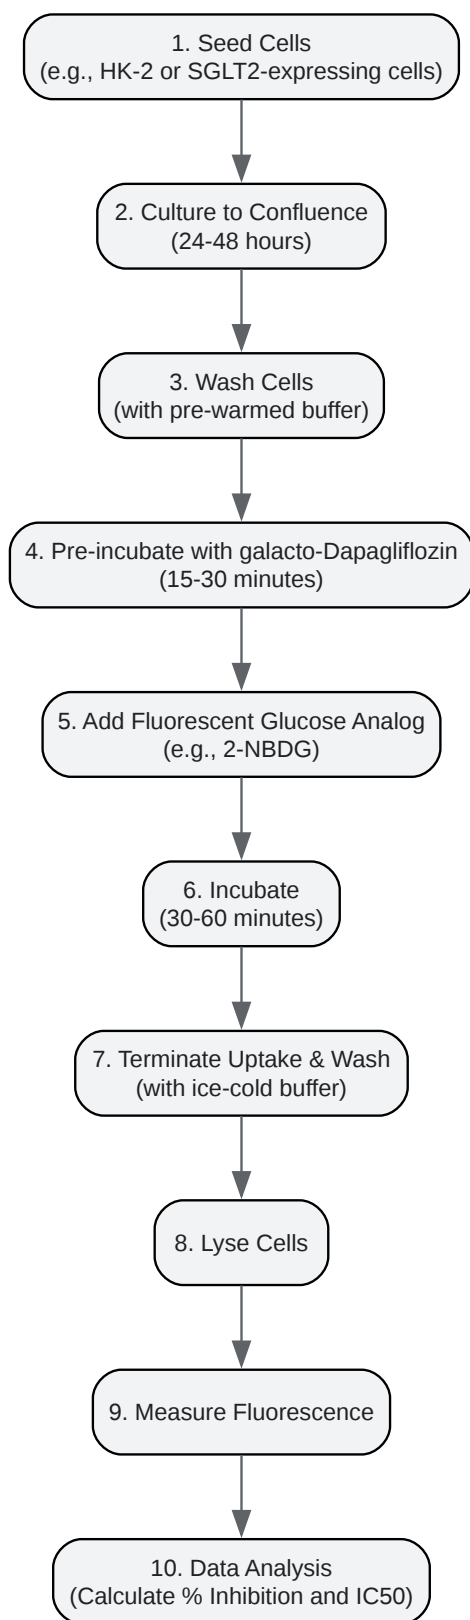 1. Seed Cells
(e.g., HK-2 or SGLT2-expressing cells)
2. Culture to Confluence
(24-48 hours)
3. Wash Cells
(with pre-warmed buffer)
4. Pre-incubate with galacto-Dapagliflozin
(15-30 minutes)
5. Add Fluorescent Glucose Analog
(e.g., 2-NBDG)
6. Incubate
(30-60 minutes)
7. Terminate Uptake & Wash
(with ice-cold buffer)
8. Lyse Cells
9. Measure Fluorescence
10. Data Analysis
(Calculate % Inhibition and IC50)